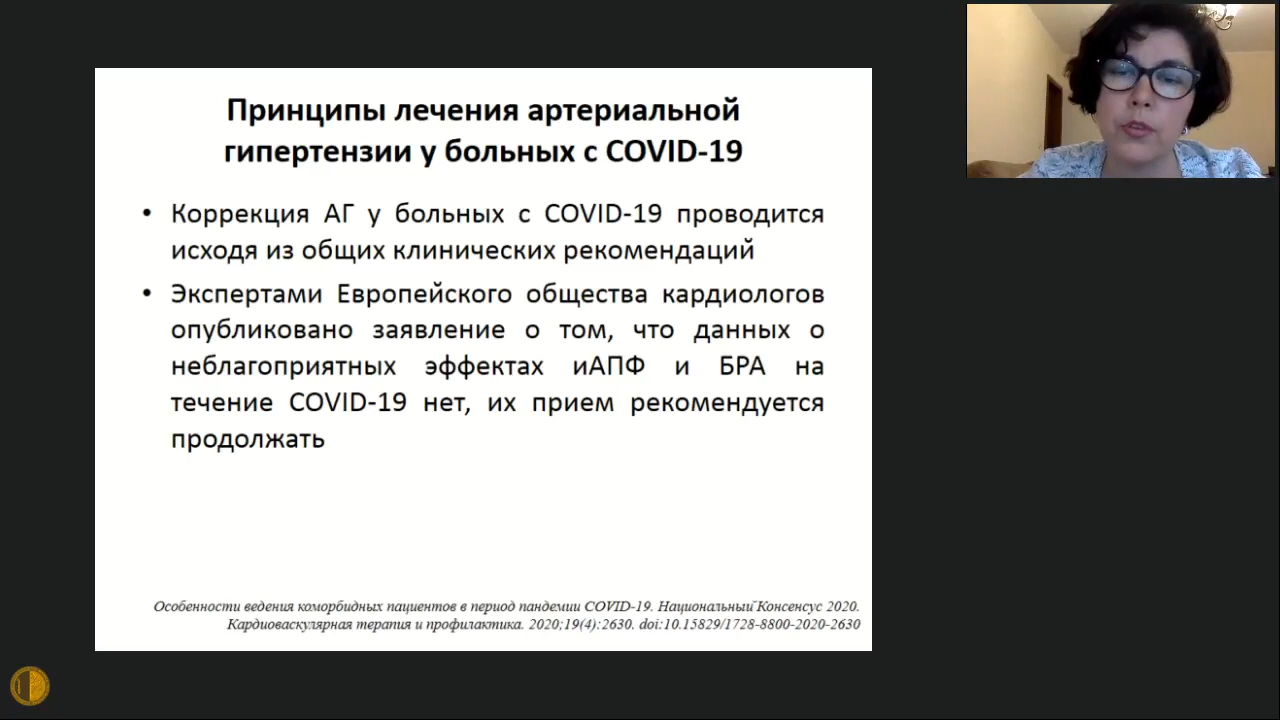 Принципы лечения артериальной
гипертензии у больных с COVID-19
• Коррекция АГ у больных с COVID-19 проводится
исходя из общих клинических рекомендаций
• Экспертами Европейского общества кардиологов
опубликовано заявление о том, что данных о
неблагоприятных эффектах иАПФ и БРА на
течение COVID-19 нет, их прием рекомендуется
продолжать
Особенности ведения коморбидных пациентов в период пандемии COVID-19. Национальный Консенсус 2020.
Кардиоваскулярная терапия и профилактика. 2020;19(4):2630. doi:10.15829/1728-8800-2020-2630